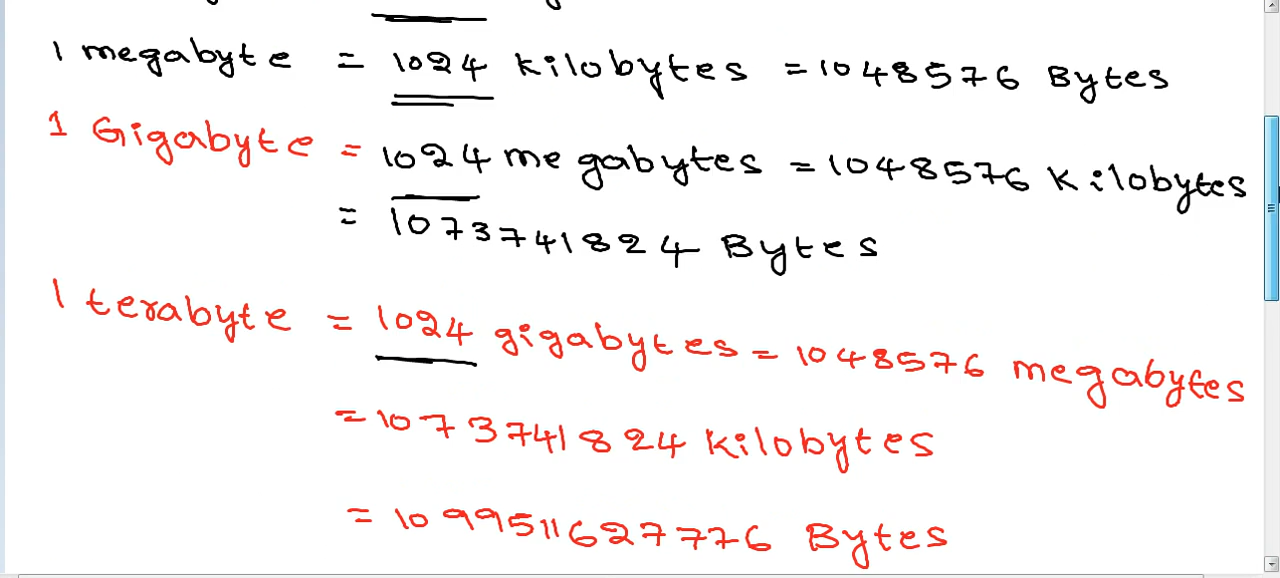 1 megabyte = 1024 kilobytes = 1048576 Bytes
1 Gigabyte = 1024 megabytes = 1048576 Kilobytes
= 1073741824 Bytes
1 terabyte = 1024 gigabytes = 1048576 megabytes
= 1073741824 kilobytes
= 1099511627776 Bytes